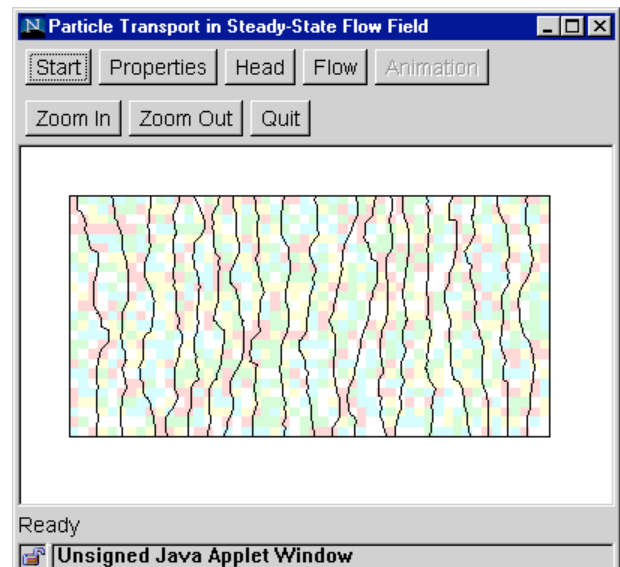 Particle Transport in Steady-State Flow Field
Start Properties Head Flow Animation
Zoom In Zoom Out Quit
Ready
Unsigned Java Applet Window